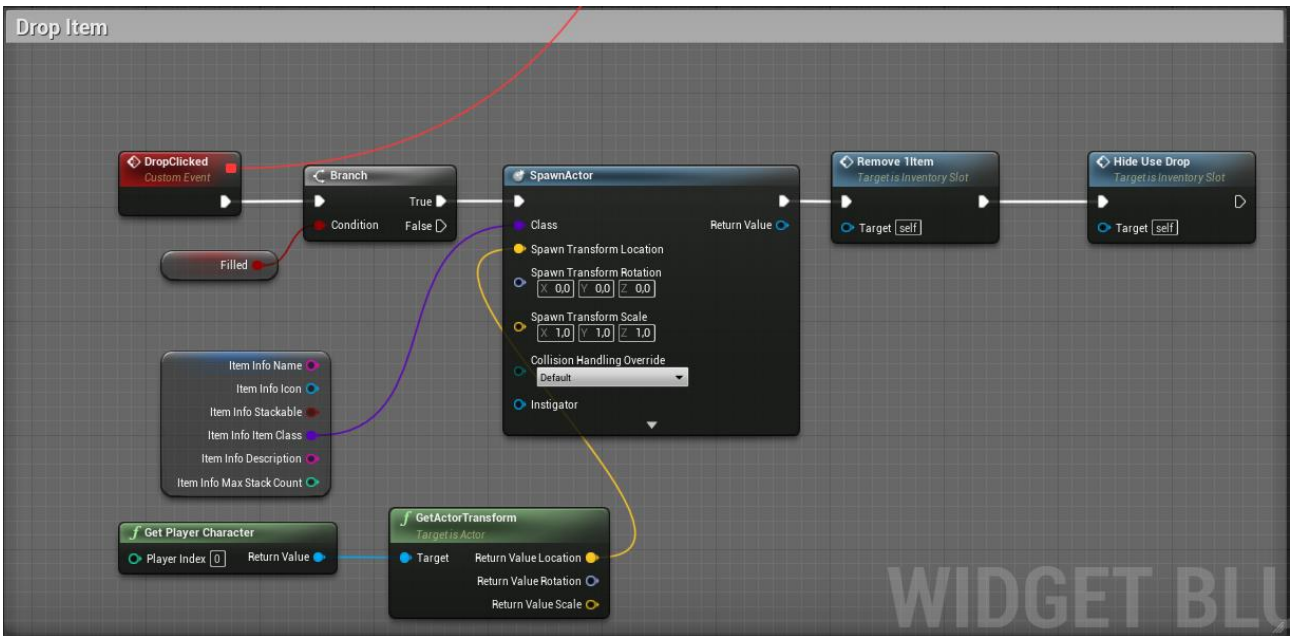 Drop Item
DropClicked
Custom Event
Branch
True
Condition
False
Filled
SpawnActor
Class
Return Value
Spawn Transform Location
Spawn Transform Rotation
X 0,0 Y 0,0 Z 0,0
Spawn Transform Scale
X 1,0 Y 1,0 Z 1,0
Collision Handling Override
Default
Instigator
Remove 1Item
Target is Inventory Slot
Target self
Hide Use Drop
Target is Inventory Slot
Target self
Item Info Name
Item Info Icon
Item Info Stackable
Item Info Item Class
Item Info Description
Item Info Max Stack Count
f Get Player Character
Player Index 0 Return Value
f GetActorTransform
Target is Actor
Target Return Value Location
Return Value Rotation
Return Value Scale
WIDGET BLU